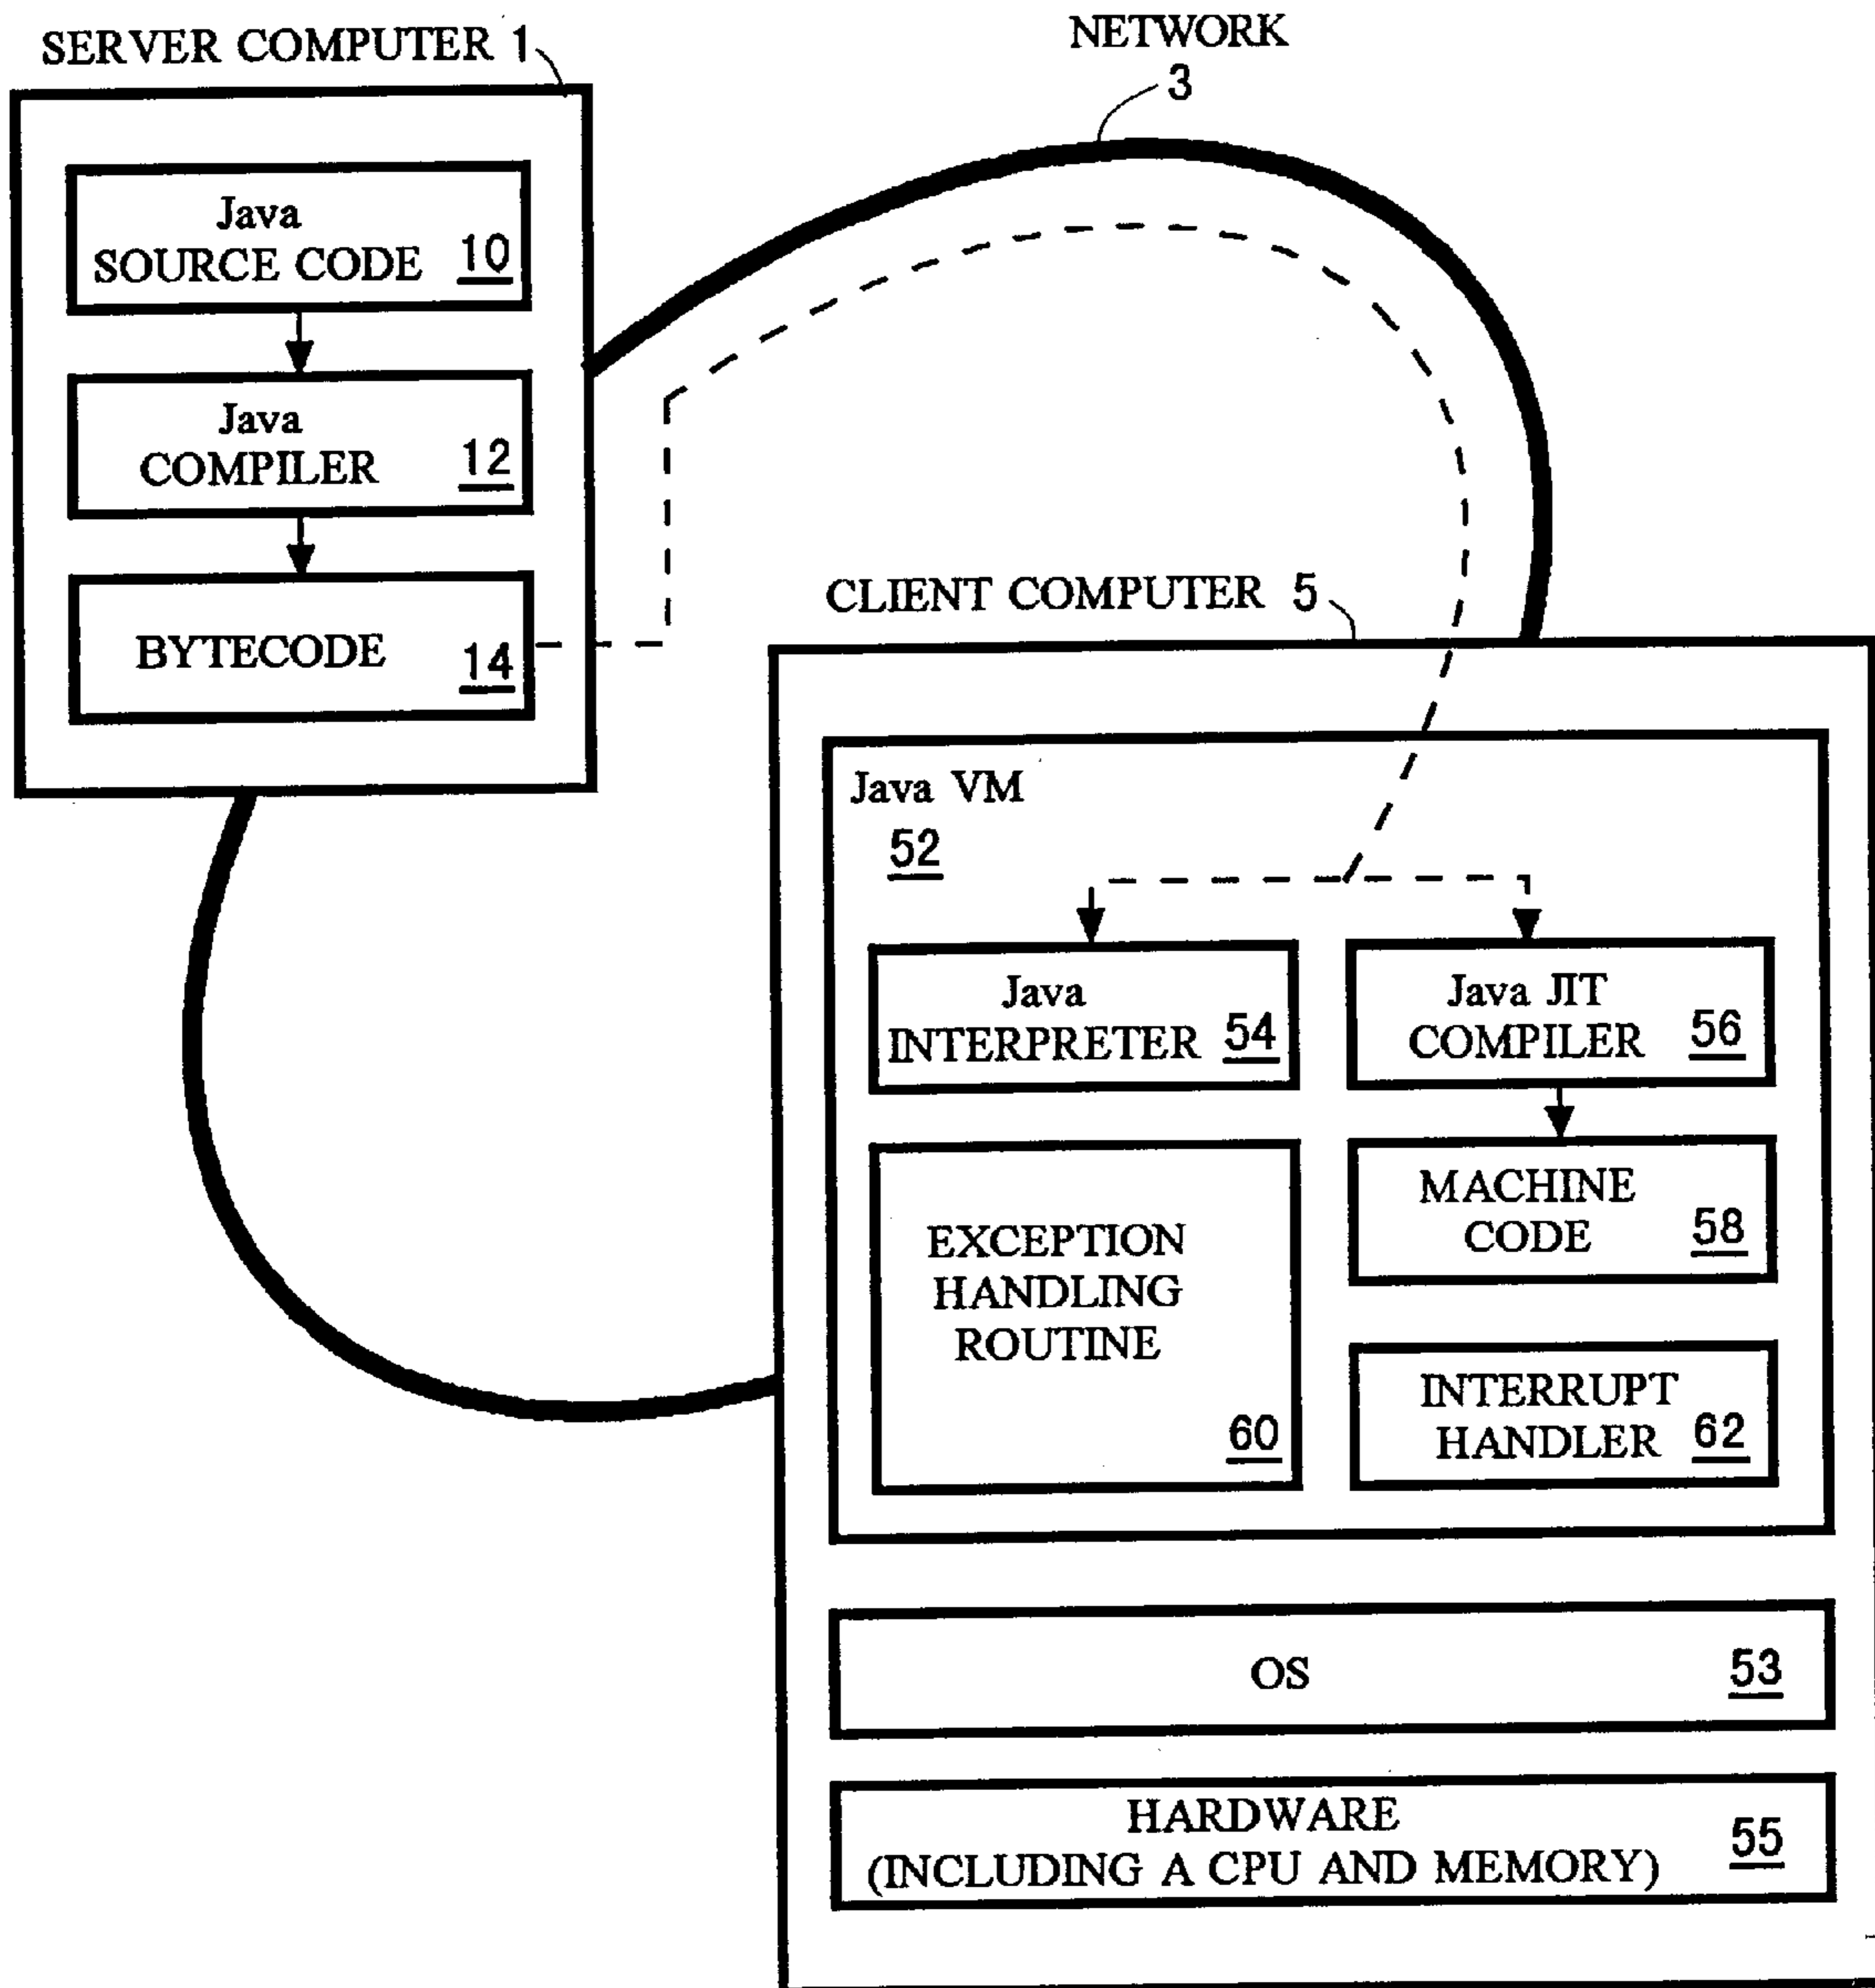 SERVER COMPUTER 1
NETWORK
3
Java
SOURCE CODE 10
Java
COMPILER 12
BYTECODE 14
CLIENT COMPUTER 5
Java VM
52
Java
INTERPRETER 54
Java JIT
COMPILER 56
EXCEPTION
HANDLING
ROUTINE
60
MACHINE
CODE 58
INTERRUPT
HANDLER 62
OS 53
HARDWARE
(INCLUDING A CPU AND MEMORY) 55